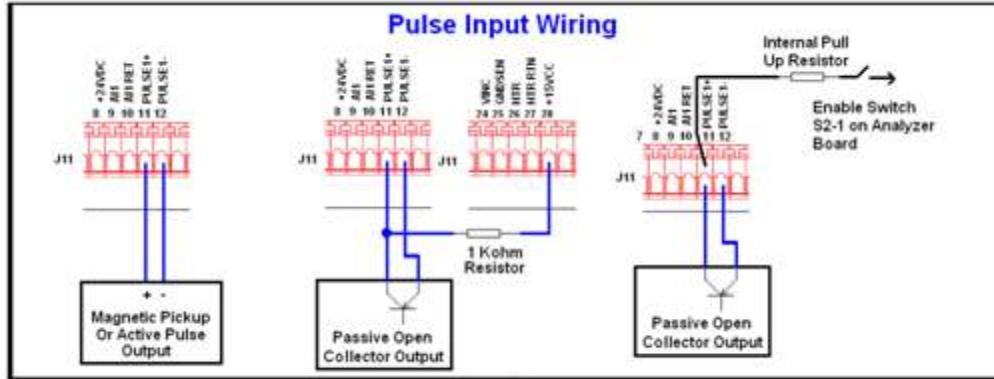 Pulse Input Wiring
8 +24VDC
9 AI1
10 AI1 RET
11 PULSE1+
12 PULSE1-
J11
+ -
Magnetic Pickup
Or Active Pulse
Output
8 +24VDC
9 AI1
10 AI1 RET
11 PULSE1+
12 PULSE1-
J11
24 VINC
25 GNDSEN
26 HTR
27 HTR RTN
28 +15VCC
J11
1 Kohm
Resistor
Passive Open
Collector Output
Internal Pull
Up Resistor
Enable Switch
S2-1 on Analyzer
Board
7
8 +24VDC
9 AI1
10 AI1 RET
11 PULSE1+
12 PULSE1-
J11
Passive Open
Collector Output